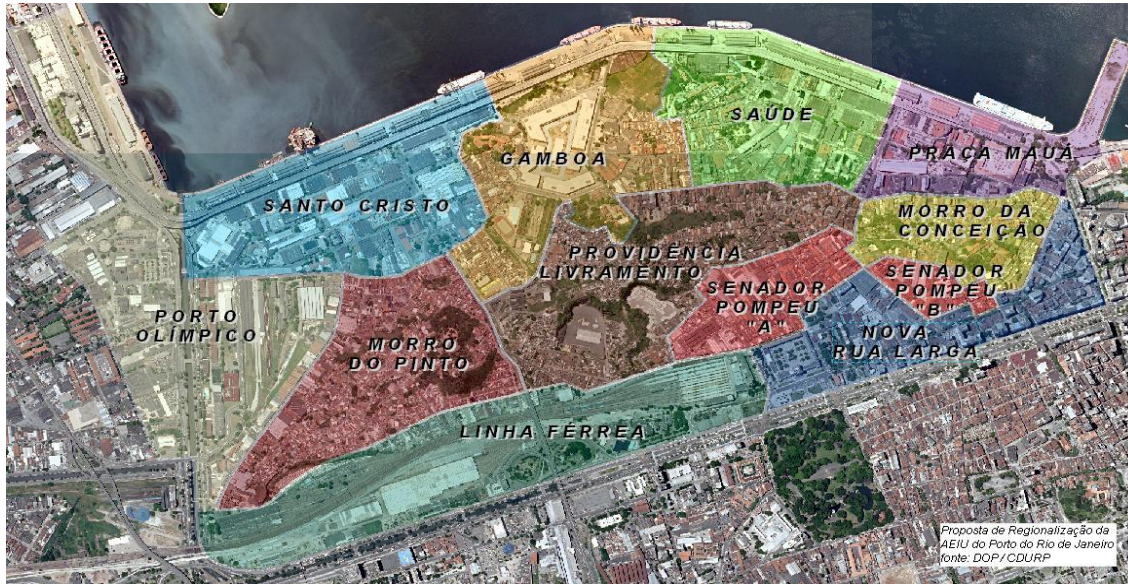 SAÚDE
PRAÇA MAUÁ
GAMBOA
SANTO CRISTO
MORRO DA
CONCEIÇÃO
PROVIDÊNCIA
LIVRAMENTO
SENADOR
POMPEU
"A"
SENADOR
POMPEU
"B"
PORTO
OLÍMPICO
NOVA
RUA LARGA
MORRO
DO PINTO
LINHA FÉRREA
Proposta de Regionalização da
AEIU do Porto do Rio de Janeiro
fonte: DOP / CDURP